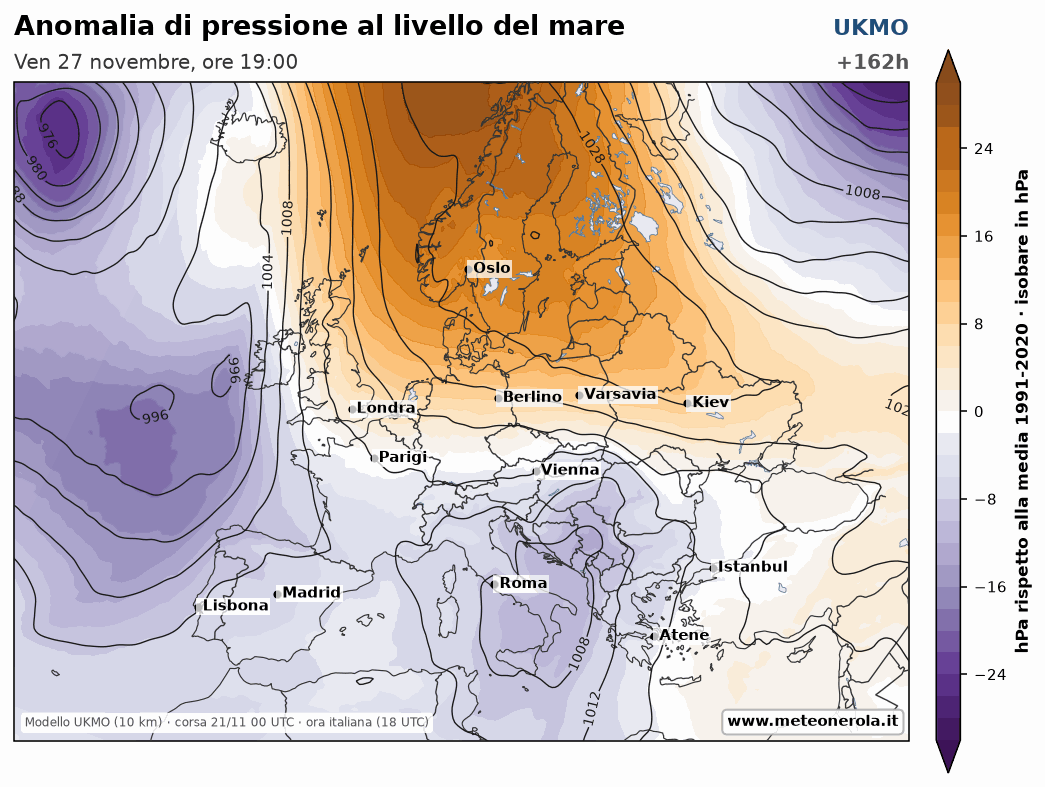 Anomalia di pressione al livello del mare
UKMO
Ven 27 novembre, ore 19:00
+162h
976
980
1028
1008
24
1008
16
Oslo
1004
8
996
Berlino
Varsavia
Kiev
996
Londra
0
Parigi
Vienna
−8
Istanbul
Roma
Madrid
−16
Lisbona
Atene
1008
−24
1012
Modello UKMO (10 km) · corsa 21/11 00 UTC · ora italiana (18 UTC)
www.meteonerola.it
hPa rispetto alla media 1991-2020 · isobare in hPa